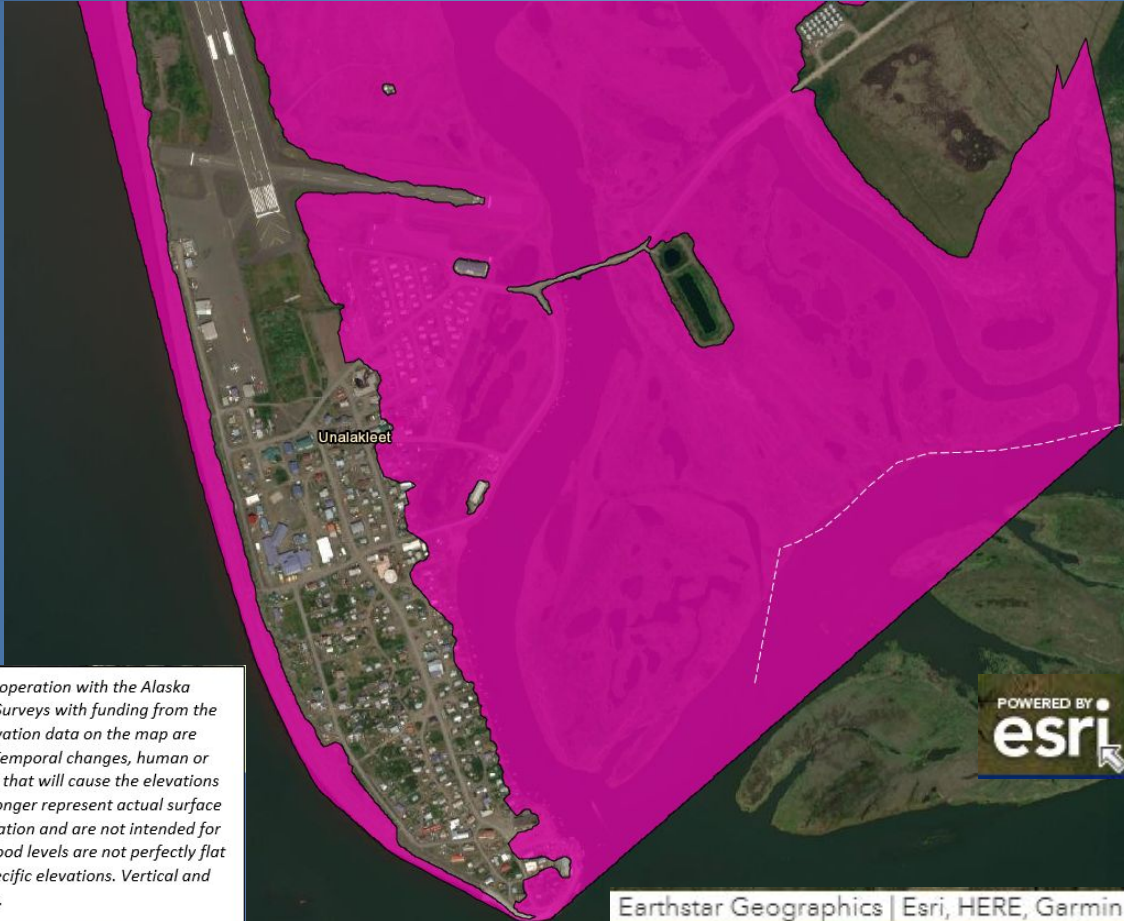 Unalakleet
operation with the Alaska
Surveys with funding from the
vation data on the map are
Temporal changes, human or
that will cause the elevations
onger represent actual surface
ation and are not intended for
ood levels are not perfectly flat
ecific elevations. Vertical and
POWERED BY
esri
Earthstar Geographics | Esri, HERE, Garmin